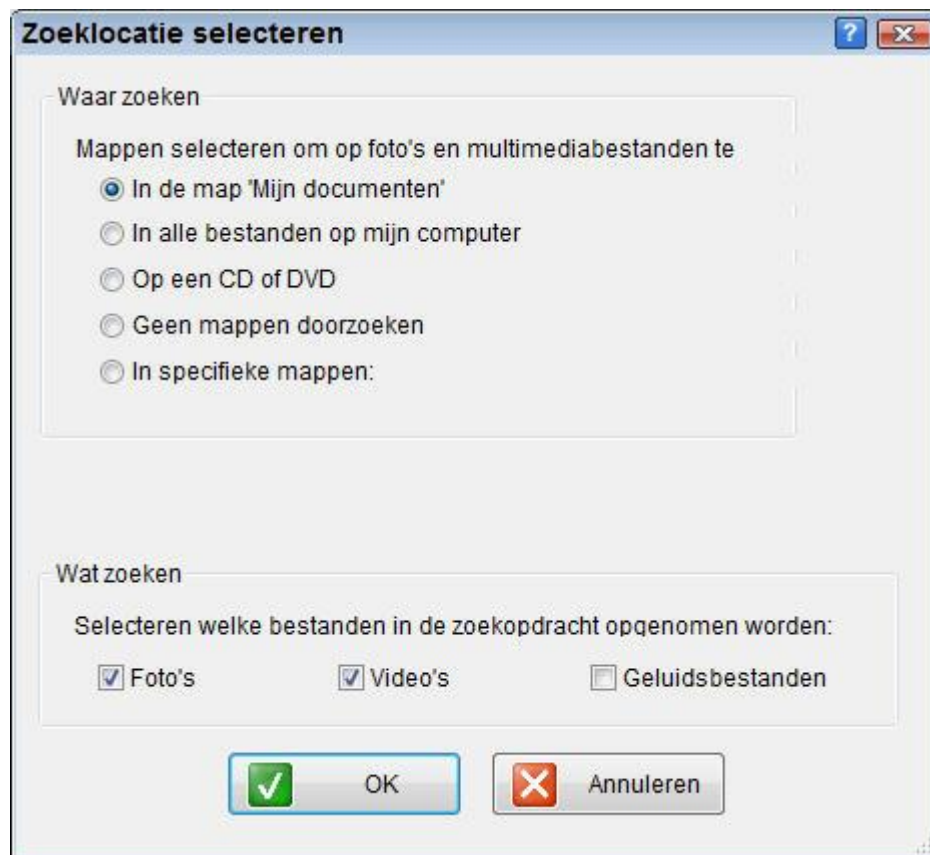 Zoeklocatie selecteren
?
Waar zoeken
Mappen selecteren om op foto's en multimediabestanden te
In de map 'Mijn documenten'
In alle bestanden op mijn computer
Op een CD of DVD
Geen mappen doorzoeken
In specifieke mappen:
Wat zoeken
Selecteren welke bestanden in de zoekopdracht opgenomen worden:
Foto's Video's Geluidsbestanden
OK Annuleren